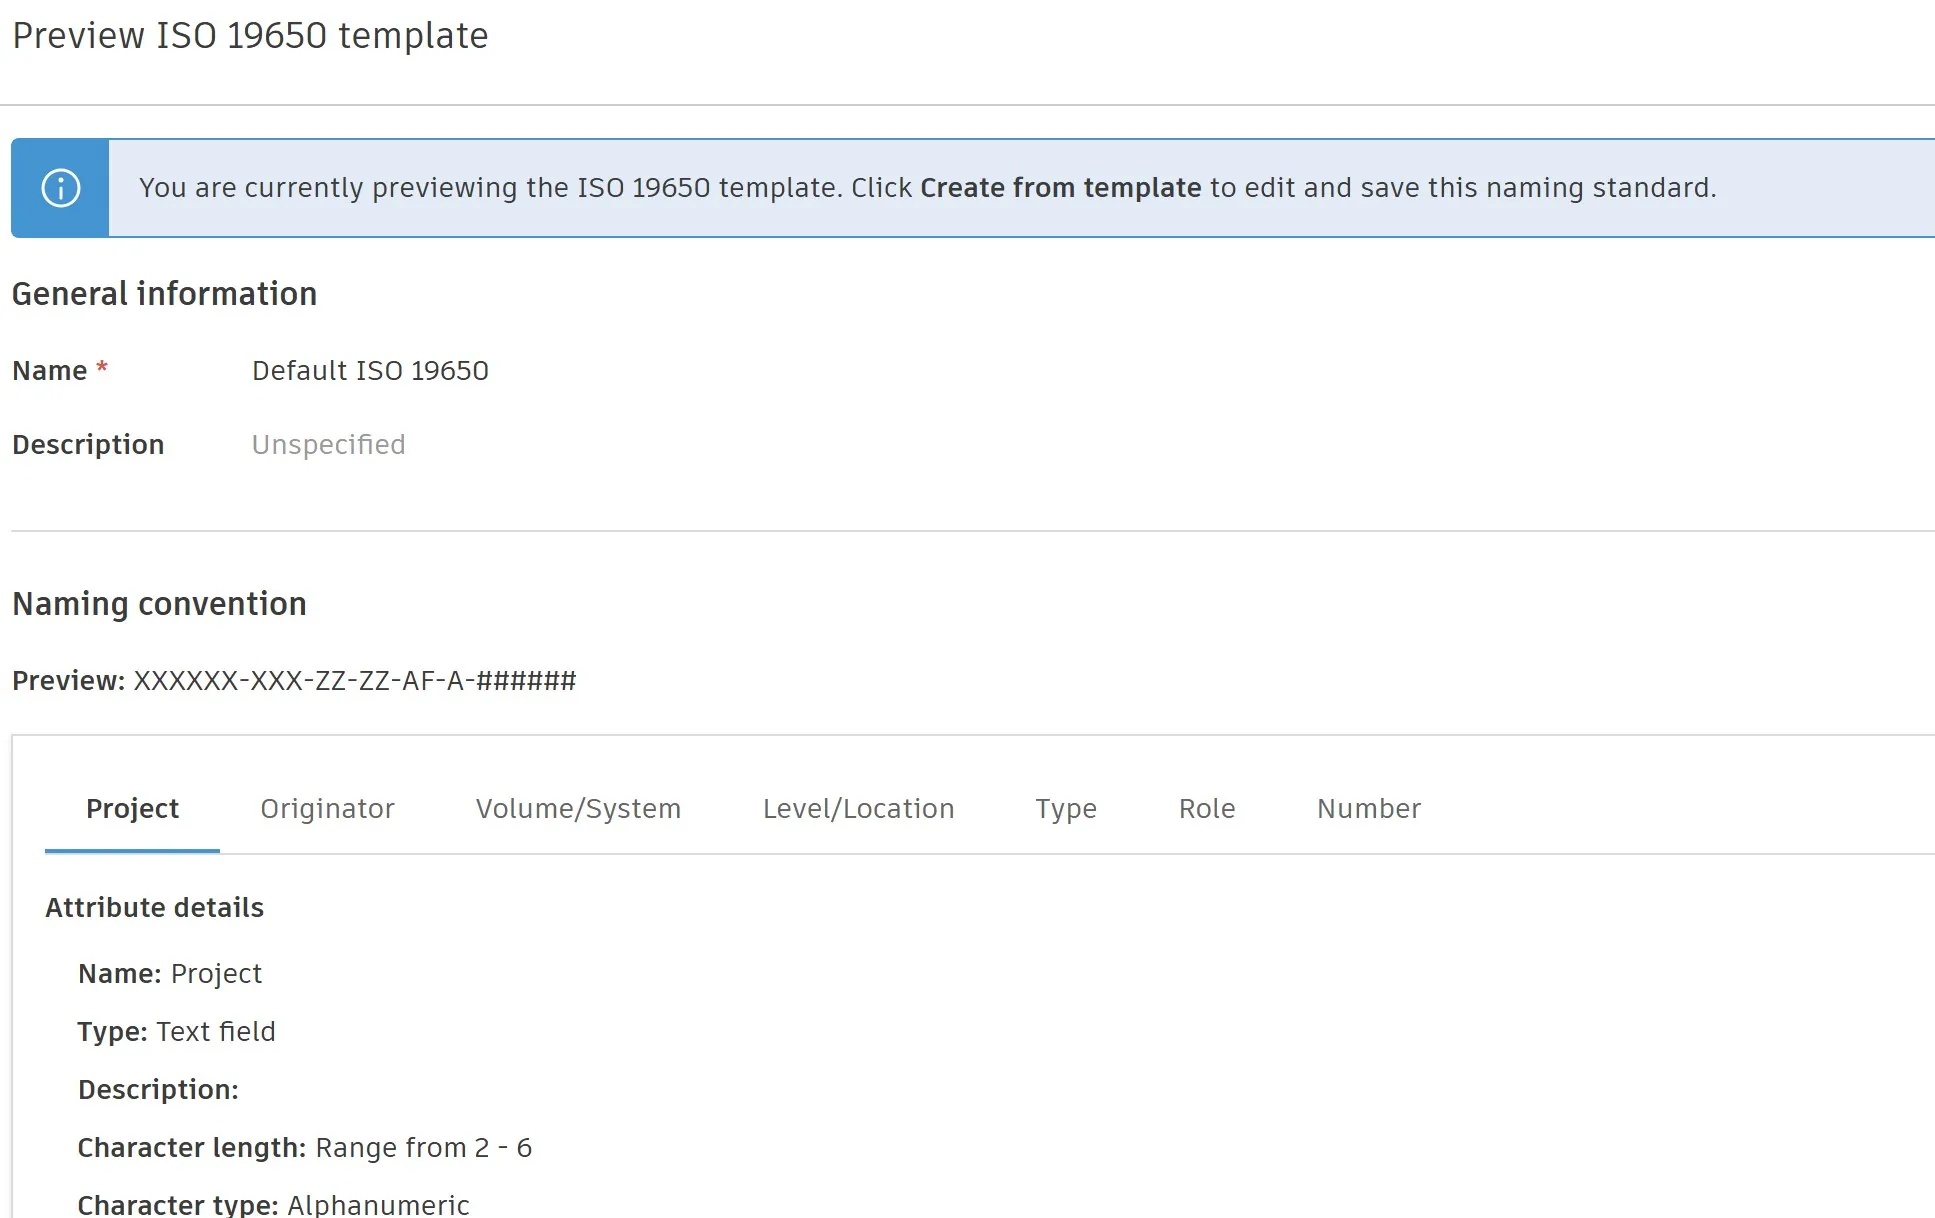 Preview ISO 19650 template
You are currently previewing the ISO 19650 template. Click Create from template to edit and save this naming standard.
General information
Name * Default ISO 19650
Description Unspecified
Naming convention
Preview: XXXXXX-XXX-ZZ-ZZ-AF-A-######
Project Originator Volume/System Level/Location Type Role Number
Attribute details
Name: Project
Type: Text field
Description:
Character length: Range from 2 - 6
Character type: Alphanumeric